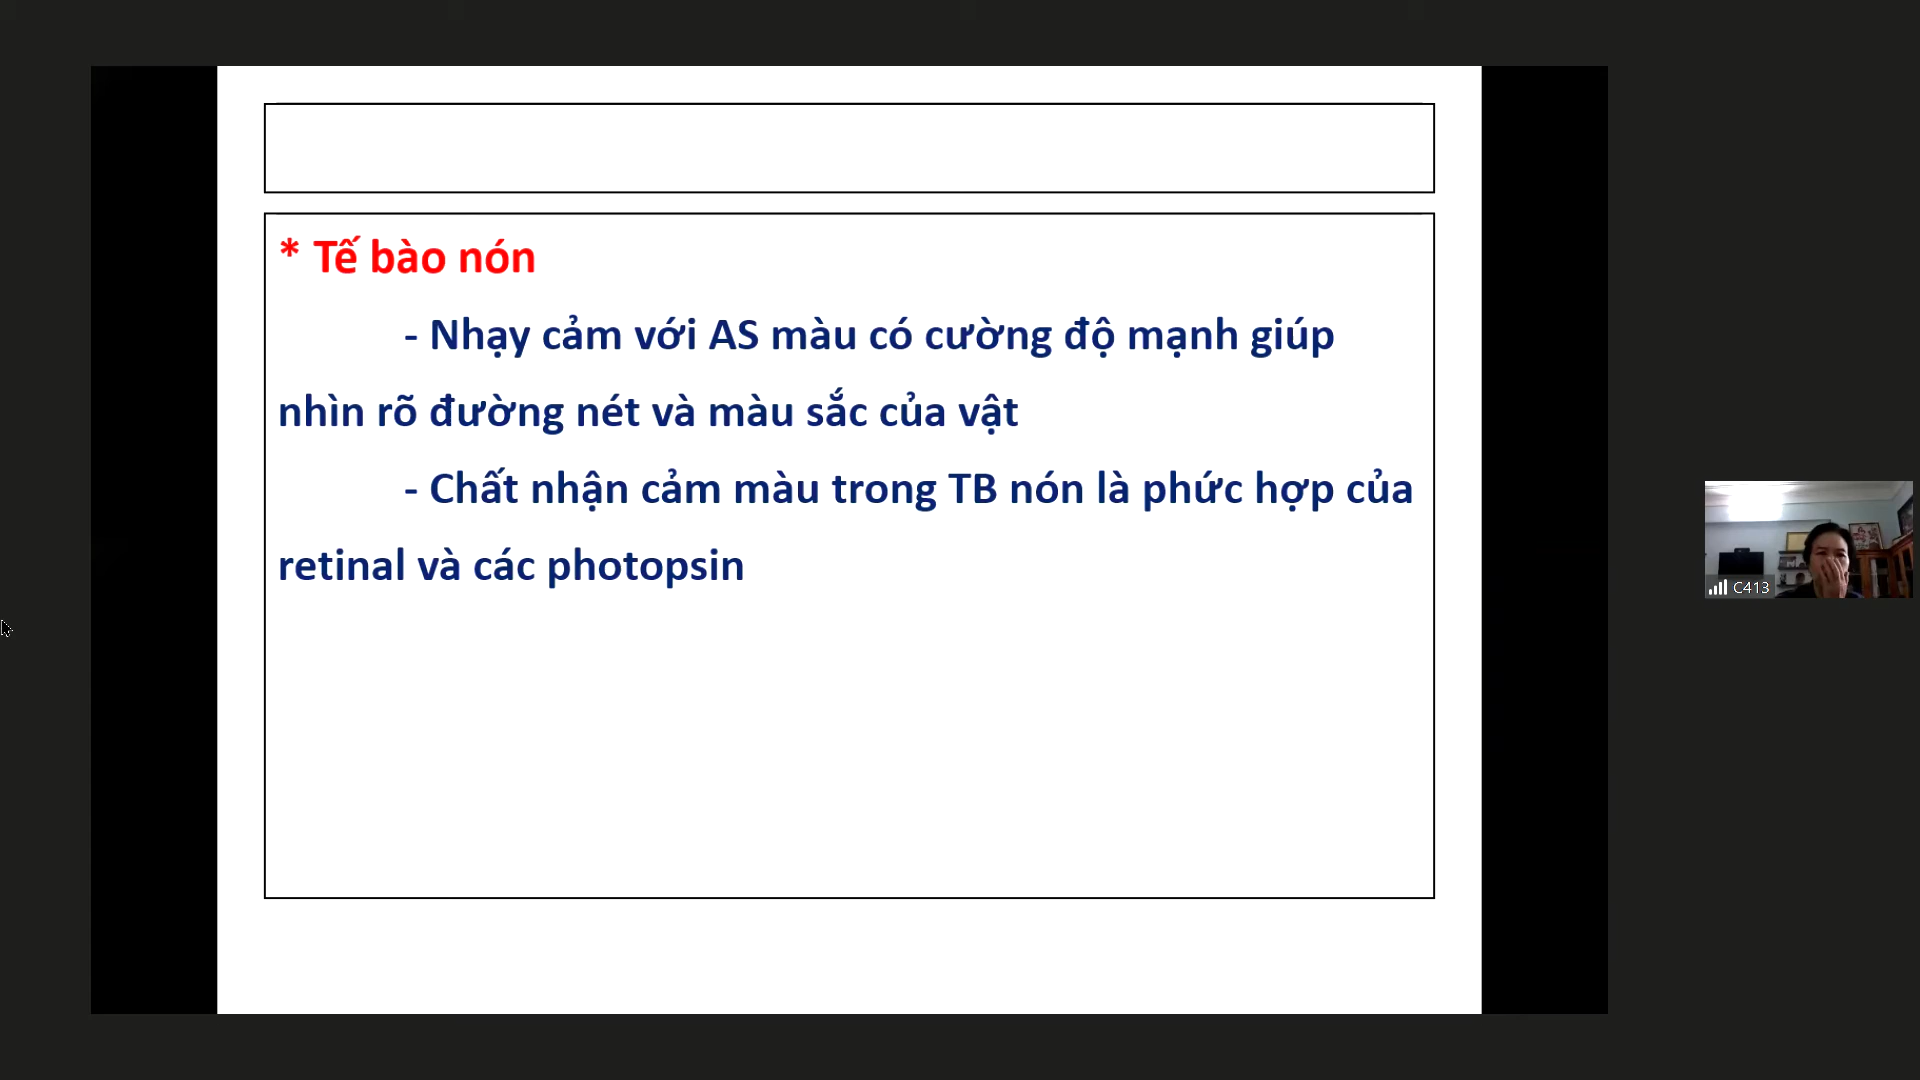 * Tế bào nón
- Nhạy cảm với AS màu có cường độ mạnh giúp
nhìn rõ đường nét và màu sắc của vật
- Chất nhận cảm màu trong TB nón là phức hợp của
retinal và các photopsin
C413